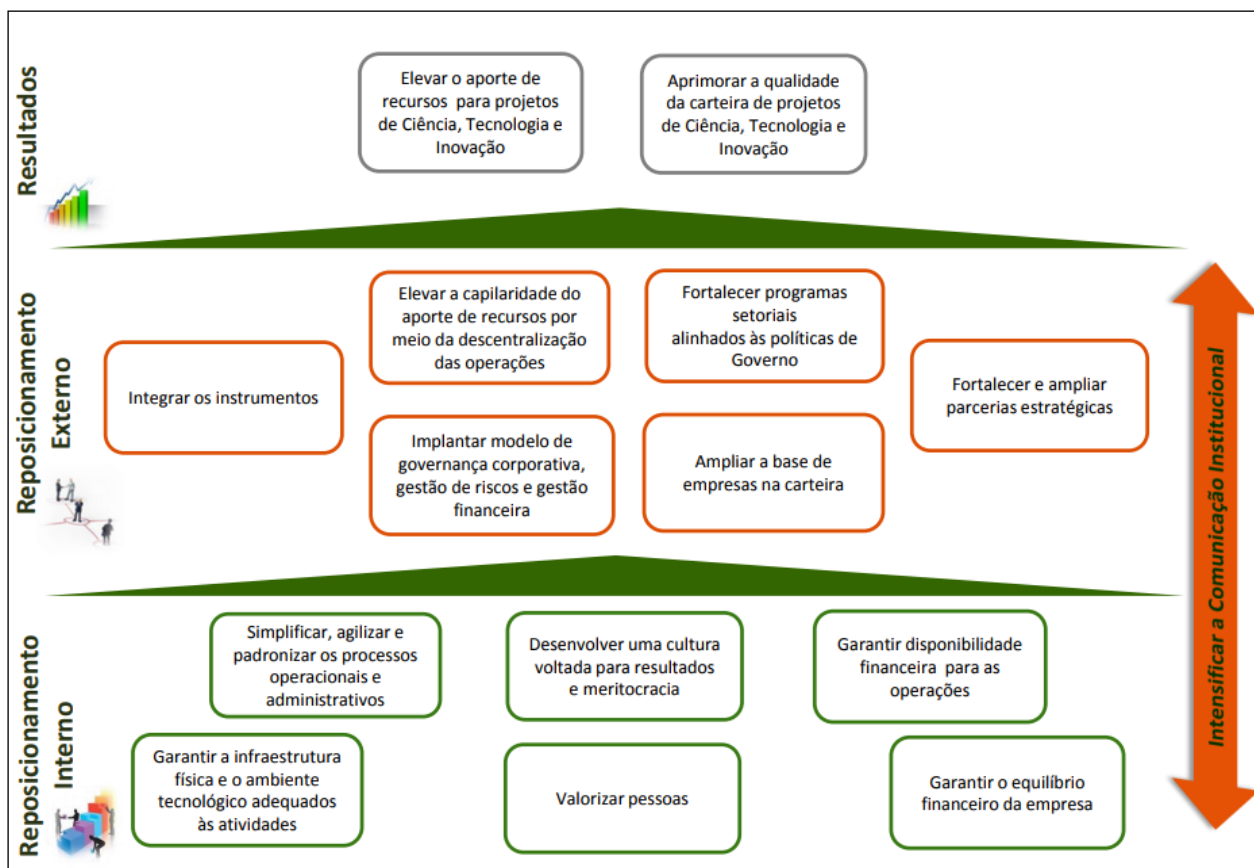 Resultados
Elevar o aporte de
recursos para projetos
de Ciência, Tecnologia e
Inovação
Aprimorar a qualidade
da carteira de projetos
de Ciência, Tecnologia e
Inovação
Reposicionamento
Externo
Integrar os instrumentos
Elevar a capilaridade do
aporte de recursos por
meio da descentralização
das operações
Fortalecer programas
setoriais
alinhados às políticas de
Governo
Implantar modelo de
governança corporativa,
gestão de riscos e gestão
financeira
Ampliar a base de
empresas na carteira
Fortalecer e ampliar
parcerias estratégicas
Reposicionamento
Interno
Simplificar, agilizar e
padronizar os processos
operacionais e
administrativos
Desenvolver uma cultura
voltada para resultados
e meritocracia
Garantir disponibilidade
financeira para as
operações
Garantir a infraestrutura
física e o ambiente
tecnológico adequados
às atividades
Valorizar pessoas
Garantir o equilíbrio
financeiro da empresa
Intensificar a Comunicação Institucional